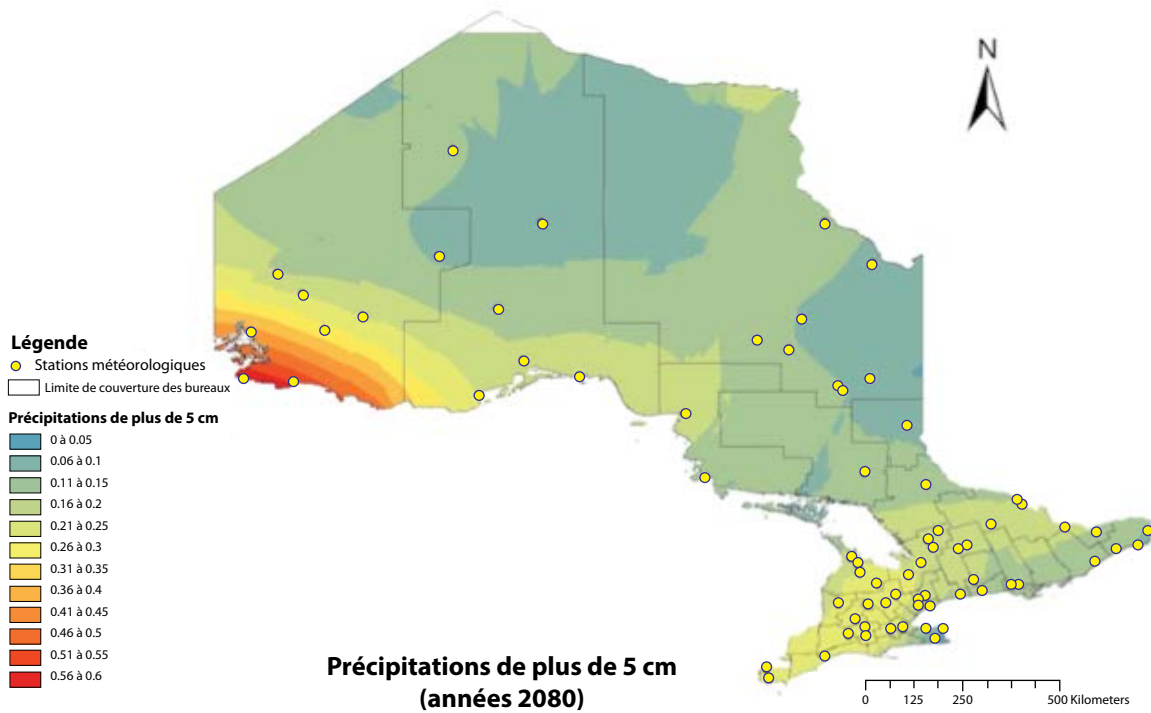 N
Légende
Stations météorologiques
Limite de couverture des bureaux
Précipitations de plus de 5 cm
0 à 0.05
0.06 à 0.1
0.11 à 0.15
0.16 à 0.2
0.21 à 0.25
0.26 à 0.3
0.31 à 0.35
0.36 à 0.4
0.41 à 0.45
0.46 à 0.5
0.51 à 0.55
0.56 à 0.6
Précipitations de plus de 5 cm
(années 2080)
0 125 250 500 Kilometers